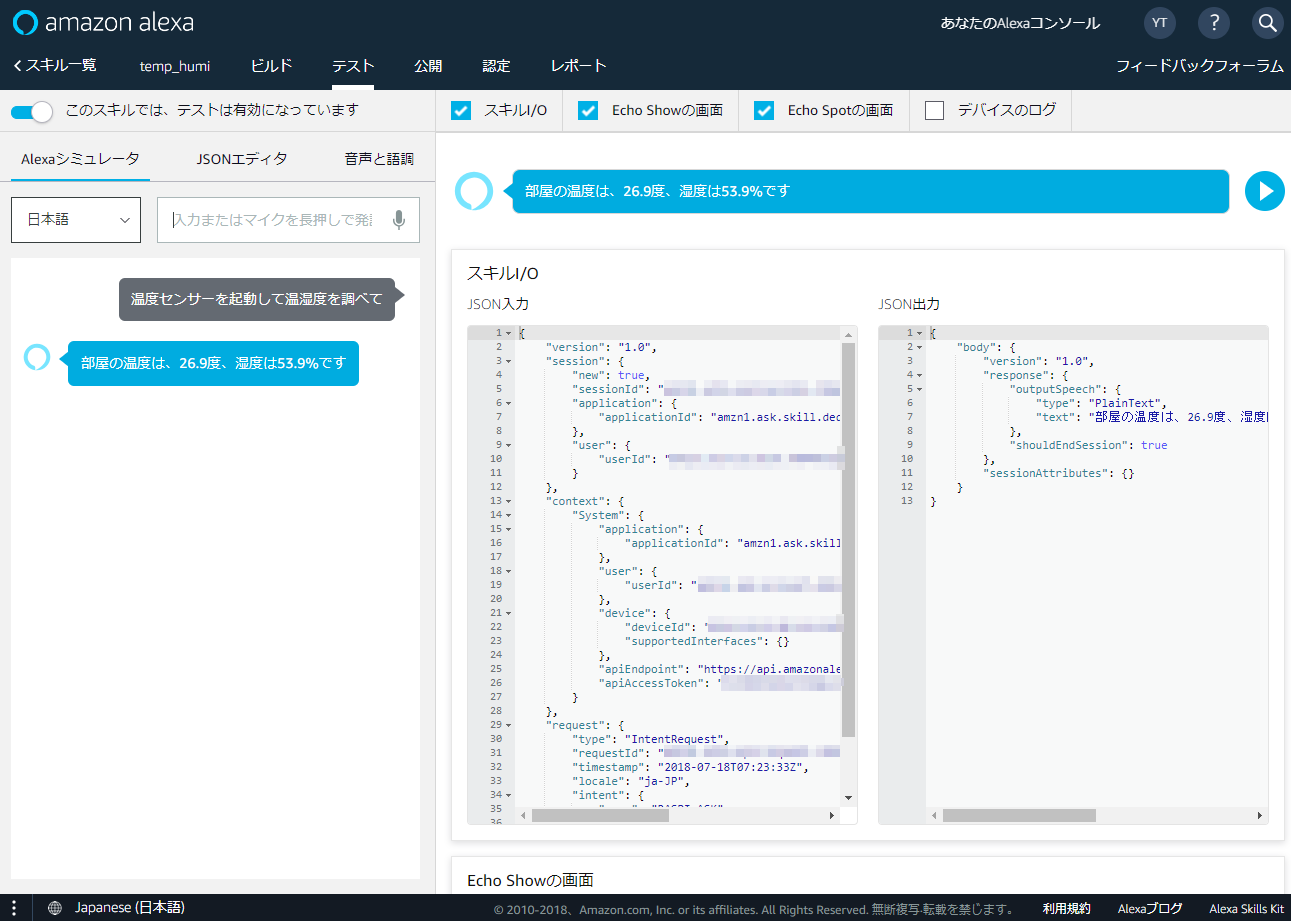 amazon alexa
あなたのAlexaコンソール
YT
?
スキル一覧
temp_humi
ビルド
テスト
公開
認定
レポート
フィードバックフォーラム
このスキルでは、テストは有効になっています
スキルI/O
Echo Showの画面
Echo Spotの画面
デバイスのログ
Alexaシミュレータ
JSONエディタ
音声と語調
日本語
入力またはマイクを長押しで発話
温度センサーを起動して温湿度を調べて
部屋の温度は、26.9度、湿度は53.9%です
部屋の温度は、26.9度、湿度は53.9%です
スキルI/O
JSON入力
1 {
2 "version": "1.0",
3 "session": {
4 "new": true,
5 "sessionId": "
6 "application": {
7 "applicationId": "amzn1.ask.skill.dec
8 },
9 "user": {
10 "userId": "
11 }
12 },
13 "context": {
14 "System": {
15 "application": {
16 "applicationId": "amzn1.ask.skill
17 },
18 "user": {
19 "userId": "
20 },
21 "device": {
22 "deviceId": "
23 "supportedInterfaces": {}
24 },
25 "apiEndpoint": "https://api.amazonale
26 "apiAccessToken": "
27 }
28 },
29 "request": {
30 "type": "IntentRequest",
31 "requestId": "
32 "timestamp": "2018-07-18T07:23:33Z",
33 "locale": "ja-JP",
34 "intent": {
35
36
JSON出力
1 {
2 "body": {
3 "version": "1.0",
4 "response": {
5 "outputSpeech": {
6 "type": "PlainText",
7 "text": "部屋の温度は、26.9度、湿度は
8 },
9 "shouldEndSession": true
10 },
11 "sessionAttributes": {}
12 }
13 }
Echo Showの画面
Japanese (日本語)
© 2010-2018、Amazon.com, Inc. or its affiliates. All Rights Reserved. 無断複写·転載を禁じます。
利用規約
Alexaブログ
Alexa Skills Kit